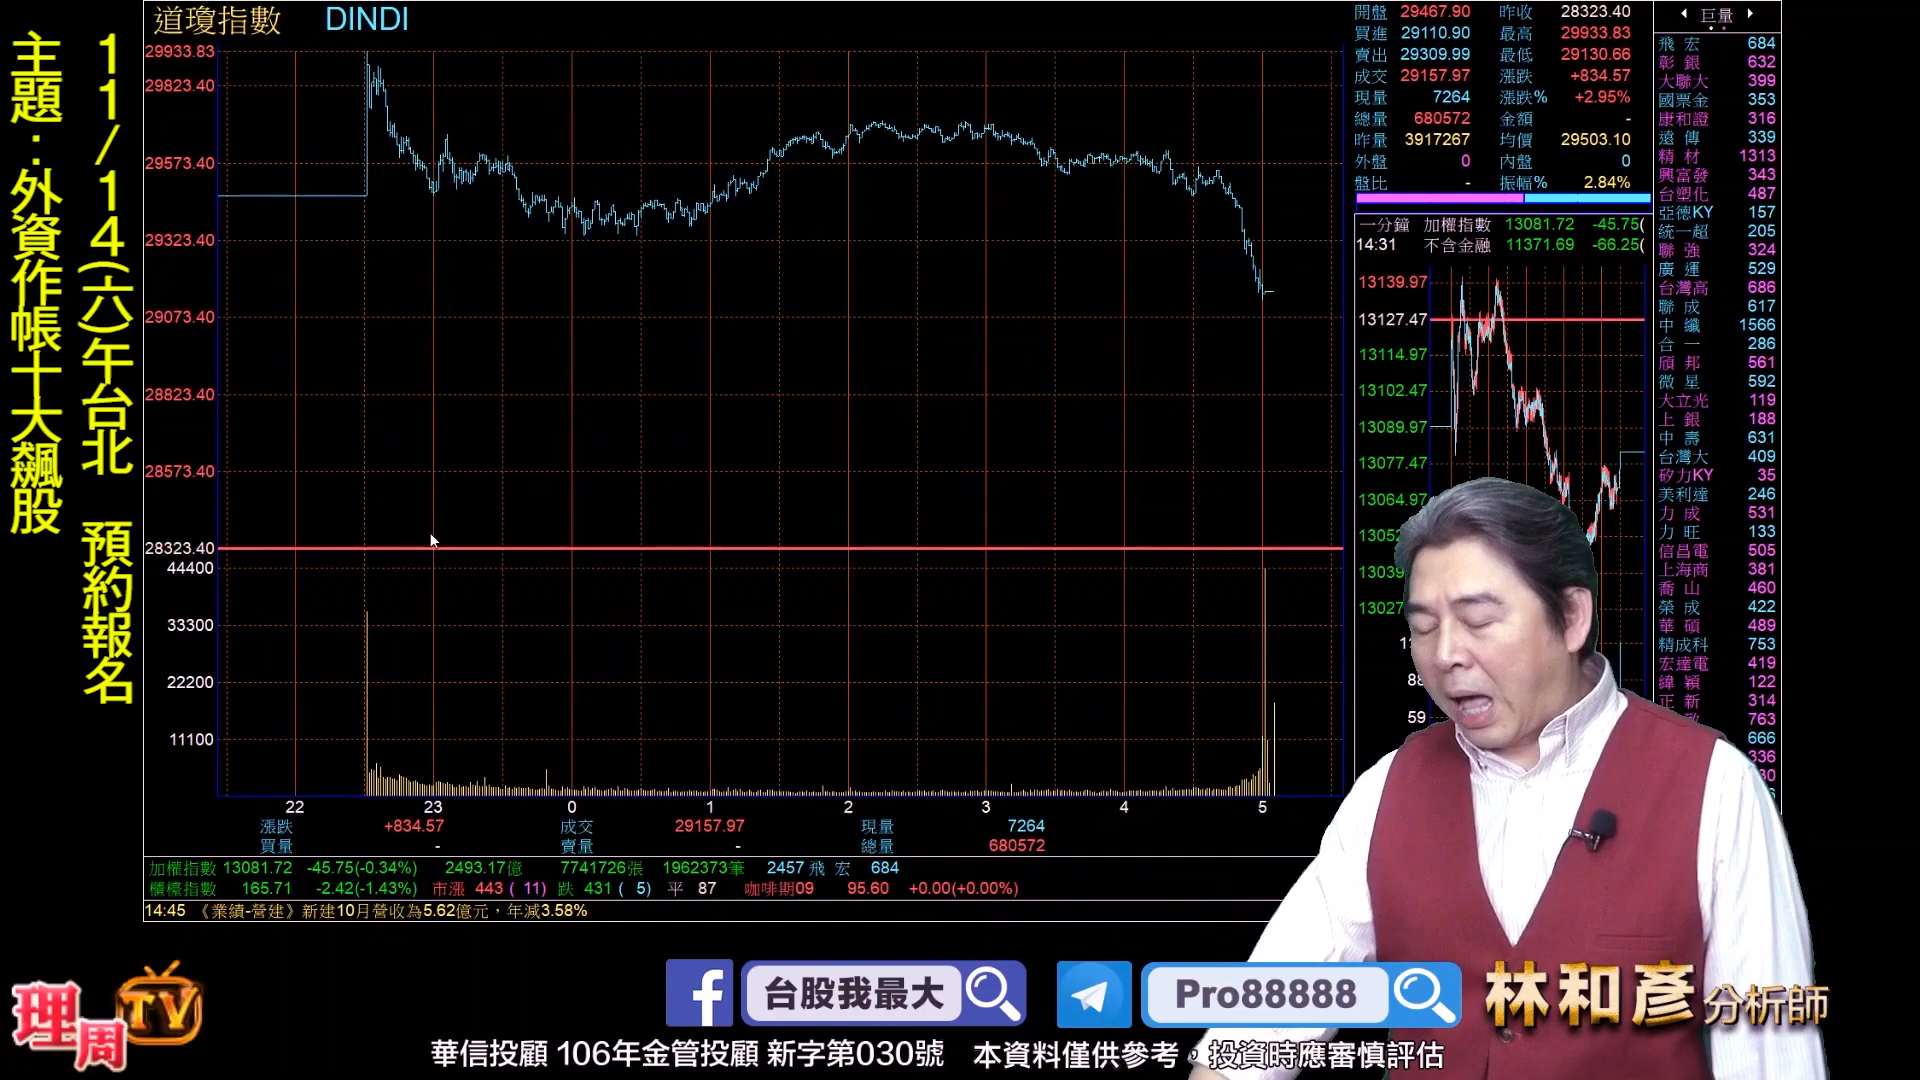 主題：外資作帳十大飆股
11/14(六)午台北 預約報名
道瓊指數 DINDI
29933.83
29823.40
29573.40
29323.40
29073.40
28823.40
28573.40
28323.40
44400
33300
22200
11100
22 23 0 1 2 3 4 5
漲跌 +834.57 成交 29157.97 現量 7264
買量 - 賣量 - 總量 680572
加權指數 13081.72 -45.75(-0.34%) 2493.17億 7741726張 1962373筆 2457 飛宏 684
櫃檯指數 165.71 -2.42(-1.43%) 市漲 443 ( 11) 跌 431 ( 5) 平 87 咖啡期09 95.60 +0.00(+0.00%)
14:45 《業績-營建》新建10月營收為5.62億元，年減3.58%
開盤 29467.90 昨收 28323.40
買進 29110.90 最高 29933.83
賣出 29309.99 最低 29130.66
成交 29157.97 漲跌 +834.57
現量 7264 漲跌% +2.95%
總量 680572 金額 -
昨量 3917267 均價 29503.10
外盤 0 內盤 0
盤比 - 振幅% 2.84%
一分鐘 加權指數 13081.72 -45.75(
14:31 不含金融 11371.69 -66.25(
13139.97
13127.47
13114.97
13102.47
13089.97
13077.47
13064.97
1305
13039
13027
巨量
飛宏 684
彰銀 632
大聯大 399
國票金 353
康和證 316
遠傳 339
精材 1313
興富發 343
台塑化 487
亞德KY 157
統一超 205
聯強 324
廣運 529
台灣高 686
聯成 617
中纖 1566
合一 286
頎邦 561
微星 592
大立光 119
上銀 188
中壽 631
台灣大 409
矽力KY 35
美利達 246
力成 531
力旺 133
信昌電 505
上海商 381
喬山 460
榮成 422
華碩 489
精成科 753
宏達電 419
緯穎 122
正新 314
763
666
336
理周TV
台股我最大
Pro88888
林和彥 分析師
華信投顧 106年金管投顧 新字第030號 本資料僅供參考，投資時應審慎評估